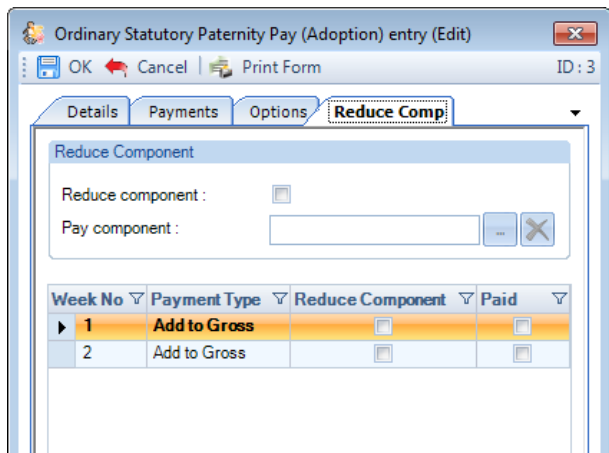 Ordinary Statutory Paternity Pay (Adoption) entry (Edit)
OK Cancel Print Form ID : 3
Details Payments Options Reduce Comp
Reduce Component
Reduce component :
Pay component : ...
Week No Payment Type Reduce Component Paid
1 Add to Gross
2 Add to Gross